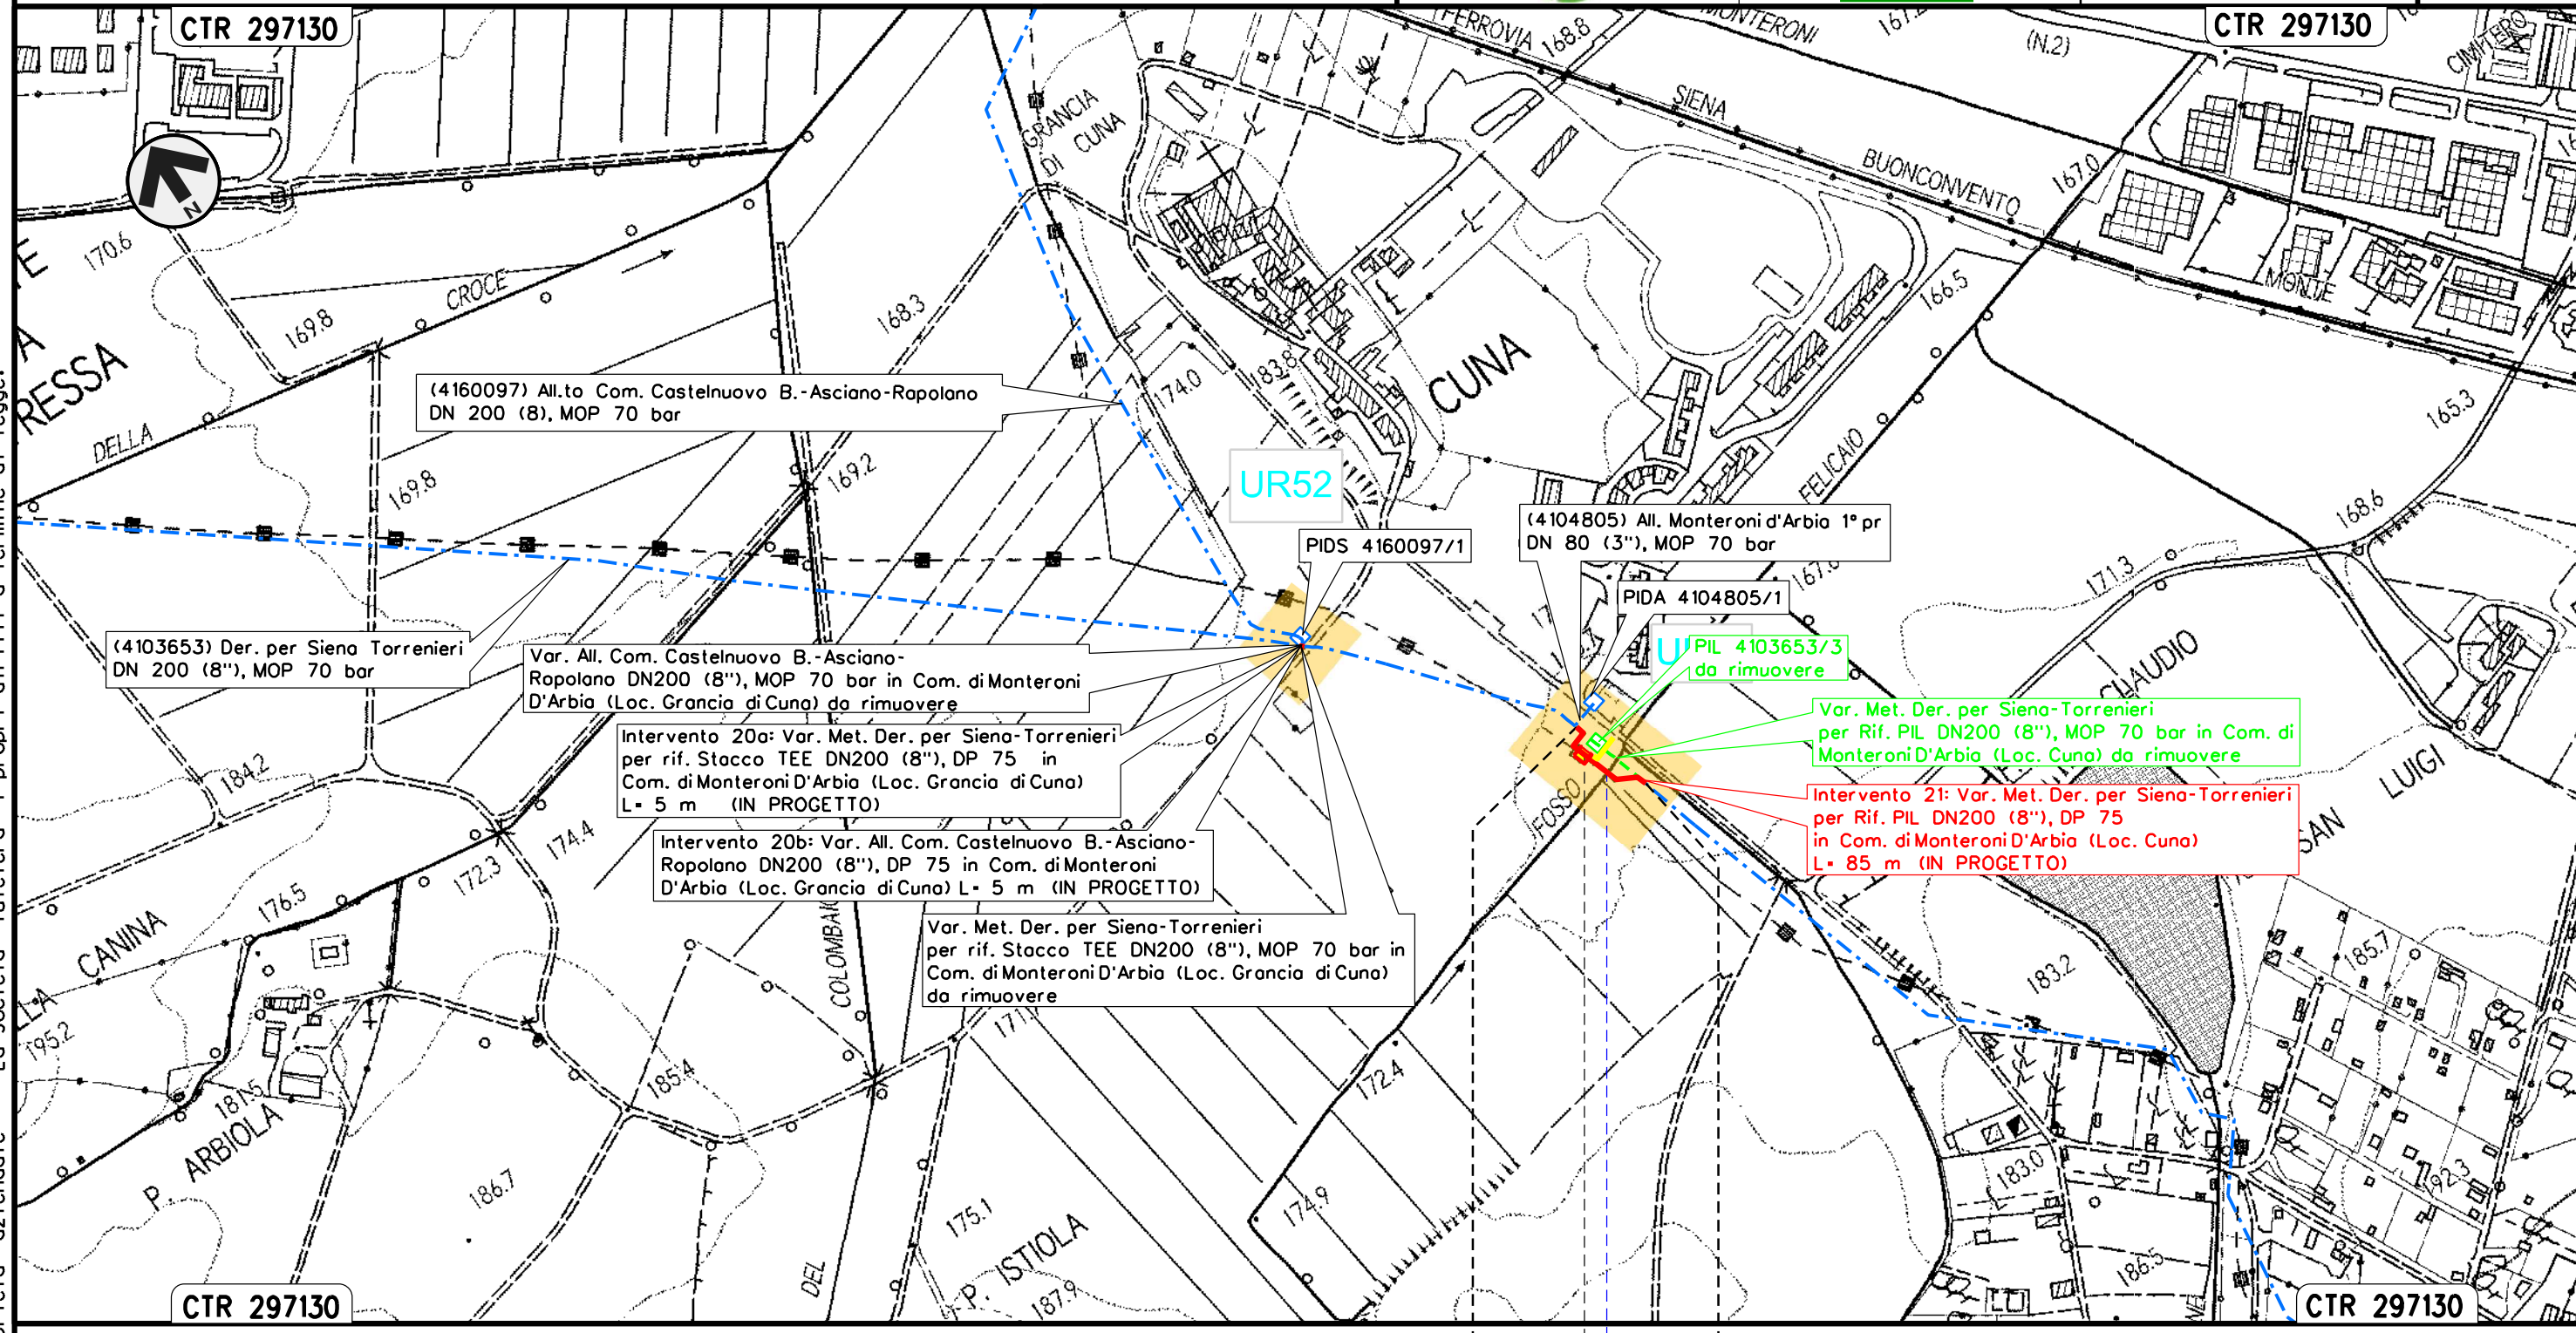 CTR 297130
CTR 297130
FERROVIA
168.8
MONTERONI
(N.2)
CIMITERO
SIENA
BUONCONVENTO
167.0
MONTE
GRANCIA
DI CUNA
N
170.6
RESSA
169.8
CROCE
DELLA
168.3
166.5
165.3
174.0
183.8
CUNA
(4160097) All.to Com. Castelnuovo B.-Asciano-Rapolano
DN 200 (8), MOP 70 bar
169.8
169.2
UR52
FELICAIO
168.6
PIDS 4160097/1
(4104805) All. Monteroni d'Arbia 1° pr
DN 80 (3"), MOP 70 bar
171.3
PIDA 4104805/1
(4103653) Der. per Siena Torrenieri
DN 200 (8"), MOP 70 bar
PIL 4103653/3
da rimuovere
CLAUDIO
Var. All. Com. Castelnuovo B.-Asciano-
Rapolano DN200 (8"), MOP 70 bar in Com. di Monteroni
D'Arbia (Loc. Grancia di Cuna) da rimuovere
Var. Met. Der. per Siena-Torrenieri
per Rif. PIL DN200 (8"), MOP 70 bar in Com. di
Monteroni D'Arbia (Loc. Cuna) da rimuovere
Intervento 20a: Var. Met. Der. per Siena-Torrenieri
per rif. Stacco TEE DN200 (8"), DP 75 in
Com. di Monteroni D'Arbia (Loc. Grancia di Cuna)
L= 5 m (IN PROGETTO)
184.2
LUIGI
SAN
FOSSO
Intervento 21: Var. Met. Der. per Siena-Torrenieri
per Rif. PIL DN200 (8"), DP 75
in Com. di Monteroni D'Arbia (Loc. Cuna)
L= 85 m (IN PROGETTO)
174.4
172.3
176.5
Intervento 20b: Var. All. Com. Castelnuovo B.-Asciano-
Rapolano DN200 (8"), DP 75 in Com. di Monteroni
D'Arbia (Loc. Grancia di Cuna) L= 5 m (IN PROGETTO)
CANINA
COLOMBAIO
Var. Met. Der. per Siena-Torrenieri
per rif. Stacco TEE DN200 (8"), MOP 70 bar in
Com. di Monteroni D'Arbia (Loc. Grancia di Cuna)
da rimuovere
185.7
183.2
195.2
181.5
P. ARBIOLA
185.4
172.4
186.7
175.1
174.9
183.0
192.3
186.5
DEL
P. ISTIOLA
187.9
CTR 297130
CTR 297130